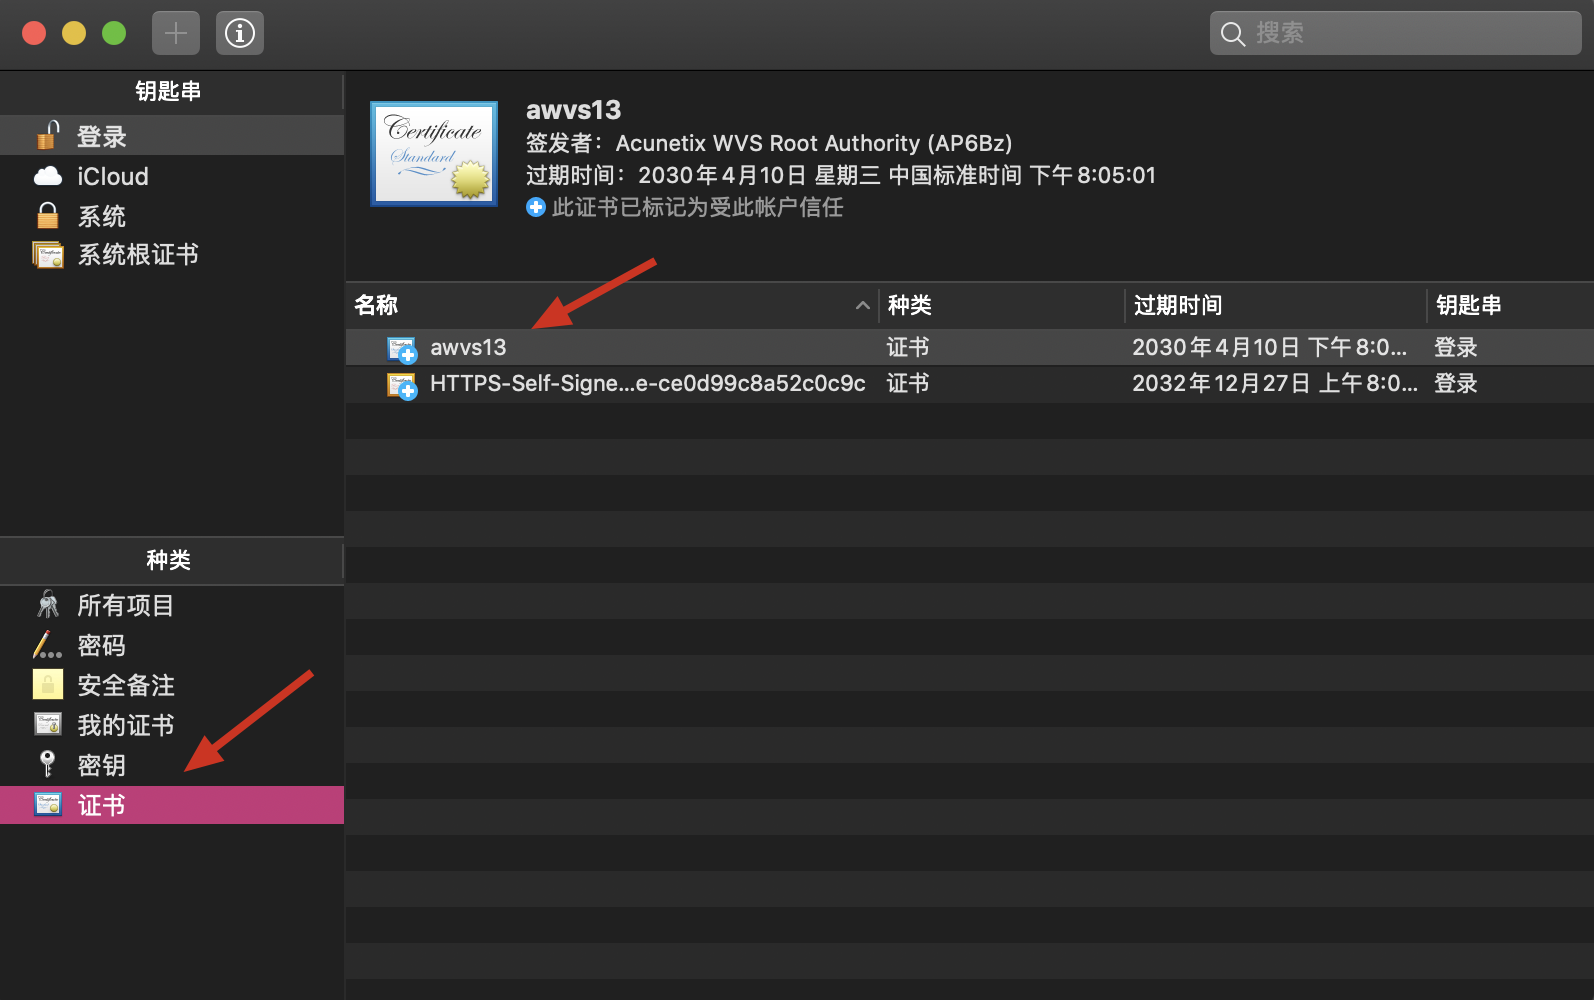 搜索
钥匙串
登录
iCloud
系统
系统根证书
Certificate
Standard
awvs13
签发者：Acunetix WVS Root Authority (AP6Bz)
过期时间：2030年4月10日 星期三 中国标准时间 下午8:05:01
此证书已标记为受此帐户信任
名称 种类 过期时间 钥匙串
awvs13 证书 2030年4月10日 下午8:0... 登录
HTTPS-Self-Signe...e-ce0d99c8a52c0c9c 证书 2032年12月27日 上午8:0... 登录
种类
所有项目
密码
安全备注
我的证书
密钥
证书